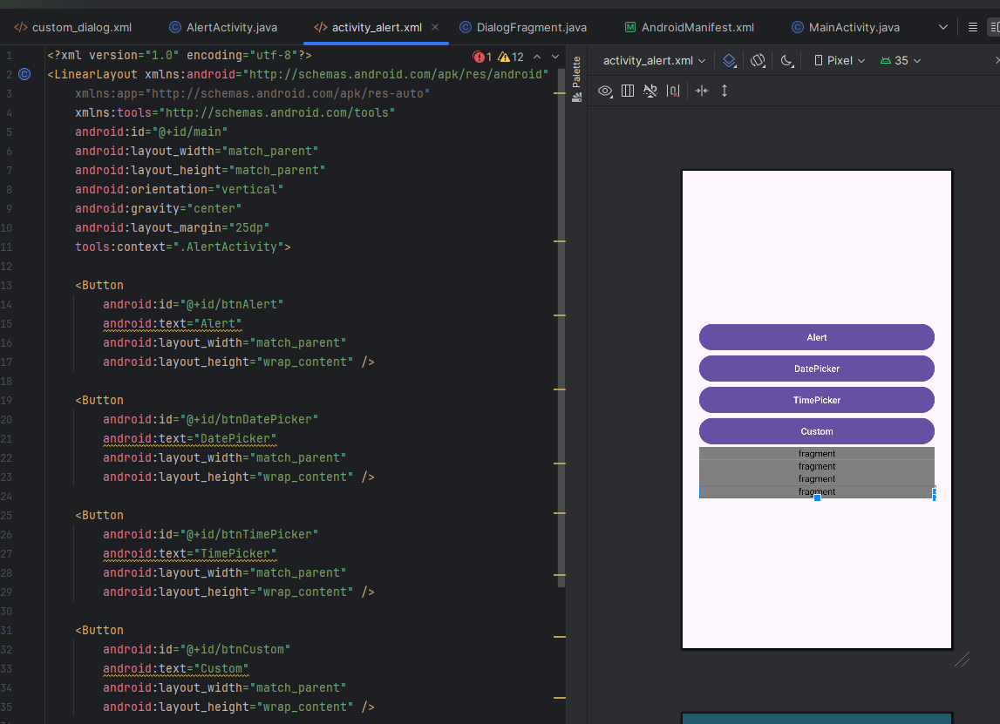 custom_dialog.xml AlertActivity.java activity_alert.xml DialogFragment.java AndroidManifest.xml MainActivity.java
1 <?xml version="1.0" encoding="utf-8"?> 1 12
2 <LinearLayout xmlns:android="http://schemas.android.com/apk/res/android"
3 xmlns:app="http://schemas.android.com/apk/res-auto"
4 xmlns:tools="http://schemas.android.com/tools"
5 android:id="@+id/main"
6 android:layout_width="match_parent"
7 android:layout_height="match_parent"
8 android:orientation="vertical"
9 android:gravity="center"
10 android:layout_margin="25dp"
11 tools:context=".AlertActivity">
12
13 <Button
14 android:id="@+id/btnAlert"
15 android:text="Alert"
16 android:layout_width="match_parent"
17 android:layout_height="wrap_content" />
18
19 <Button
20 android:id="@+id/btnDatePicker"
21 android:text="DatePicker"
22 android:layout_width="match_parent"
23 android:layout_height="wrap_content" />
24
25 <Button
26 android:id="@+id/btnTimePicker"
27 android:text="TimePicker"
28 android:layout_width="match_parent"
29 android:layout_height="wrap_content" />
30
31 <Button
32 android:id="@+id/btnCustom"
33 android:text="Custom"
34 android:layout_width="match_parent"
35 android:layout_height="wrap_content" />
Palette
activity_alert.xml Pixel 35
Alert
DatePicker
TimePicker
Custom
fragment
fragment
fragment
fragment